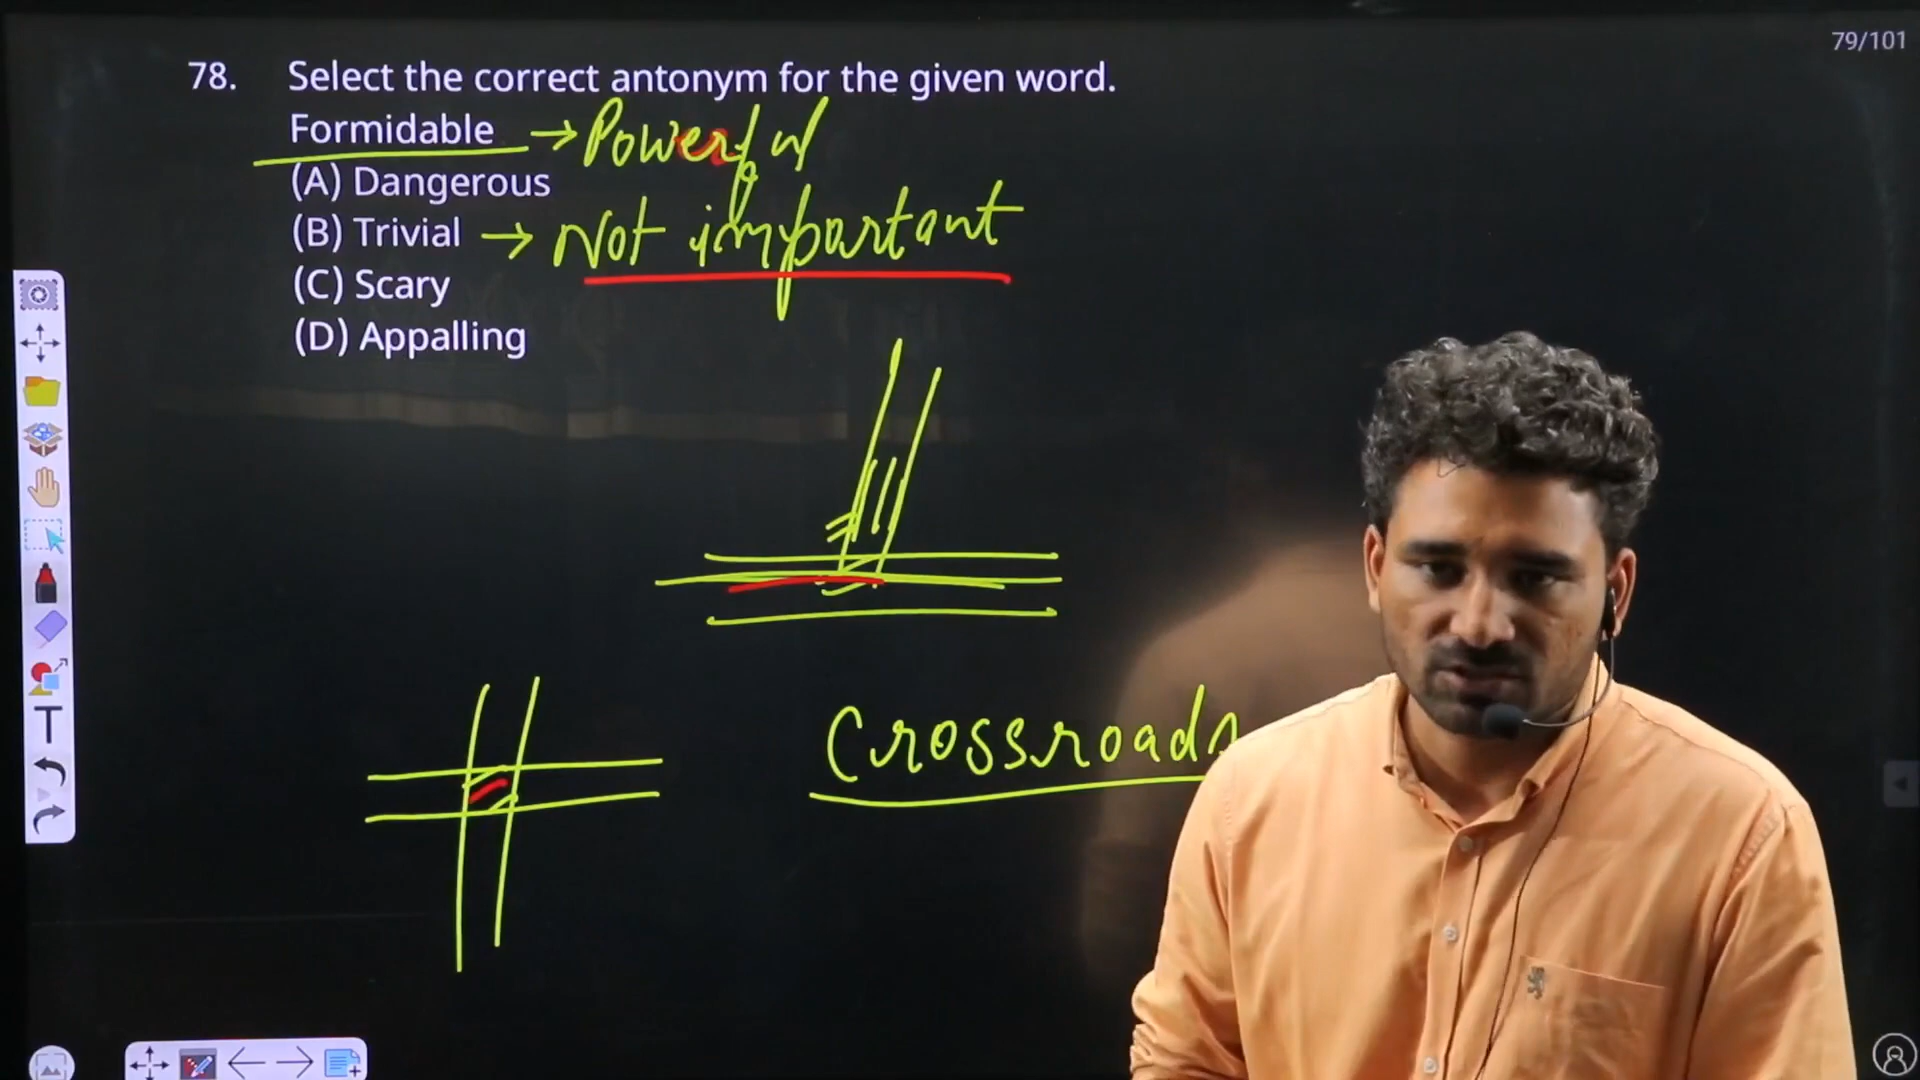 79/101
78. Select the correct antonym for the given word.
Formidable → Powerful
(A) Dangerous
(B) Trivial → Not important
(C) Scary
(D) Appalling
Crossroads
T